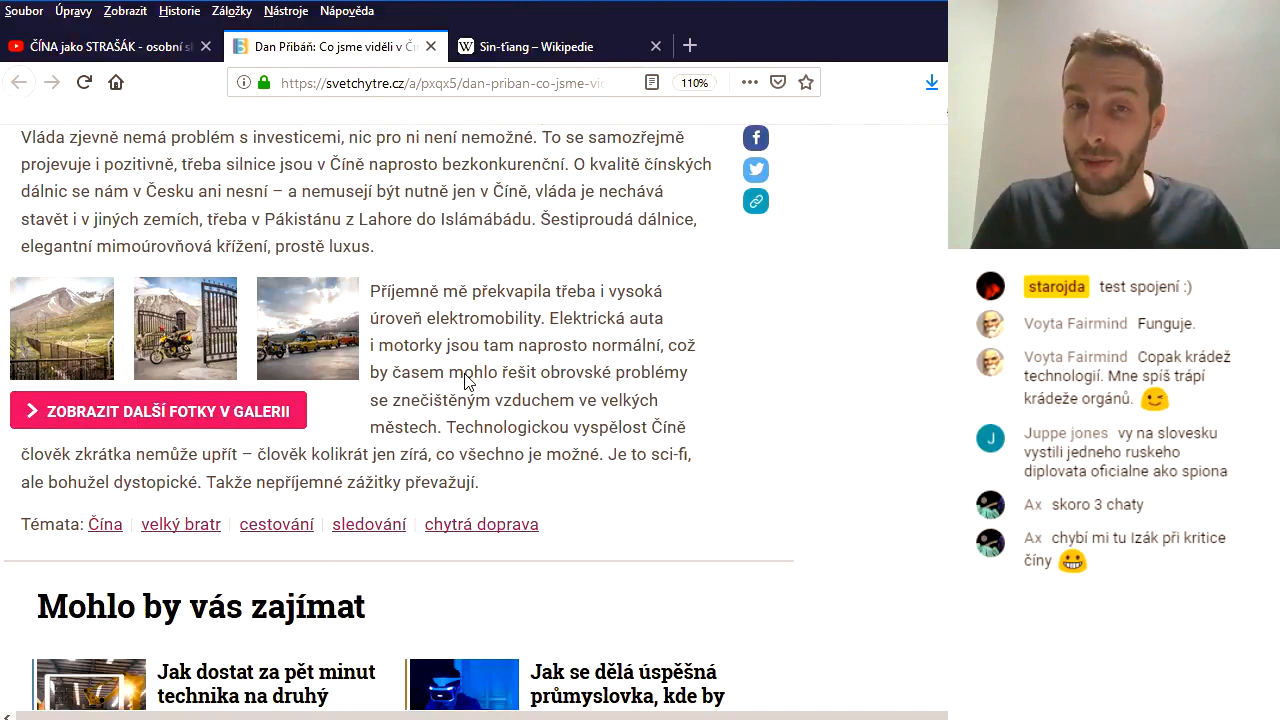 Soubor Úpravy Zobrazit Historie Záložky Nástroje Nápověda
ČÍNA jako STRAŠÁK - osobní sl
Dan Přibáň: Co jsme viděli v Čín
W Sin-ťiang – Wikipedie
https://svetchytre.cz/a/pxqx5/dan-priban-co-jsme-vid
110%
Vláda zjevně nemá problém s investicemi, nic pro ni není nemožné. To se samozřejmě
projevuje i pozitivně, třeba silnice jsou v Číně naprosto bezkonkurenční. O kvalitě čínských
dálnic se nám v Česku ani nesní – a nemusejí být nutně jen v Číně, vláda je nechává
stavět i v jiných zemích, třeba v Pákistánu z Lahore do Islámábádu. Šestiproudá dálnice,
elegantní mimoúrovňová křížení, prostě luxus.
Příjemně mě překvapila třeba i vysoká
úroveň elektromobility. Elektrická auta
i motorky jsou tam naprosto normální, což
by časem mohlo řešit obrovské problémy
se znečištěným vzduchem ve velkých
městech. Technologickou vyspělost Číně
ZOBRAZIT DALŠÍ FOTKY V GALERII
člověk zkrátka nemůže upřít – člověk kolikrát jen zírá, co všechno je možné. Je to sci-fi,
ale bohužel dystopické. Takže nepříjemné zážitky převažují.
Témata: Čína velký bratr cestování sledování chytrá doprava
Mohlo by vás zajímat
Jak dostat za pět minut
technika na druhý
Jak se dělá úspěšná
průmyslovka, kde by
starojda test spojení :)
Voyta Fairmind Funguje.
Voyta Fairmind Copak krádež
technologií. Mne spíš trápí
krádeže orgánů.
J
Juppe jones vy na slovesku
vystili jedneho ruskeho
diplovata oficialne ako spiona
Ax skoro 3 chaty
Ax chybí mi tu Izák při kritice
číny